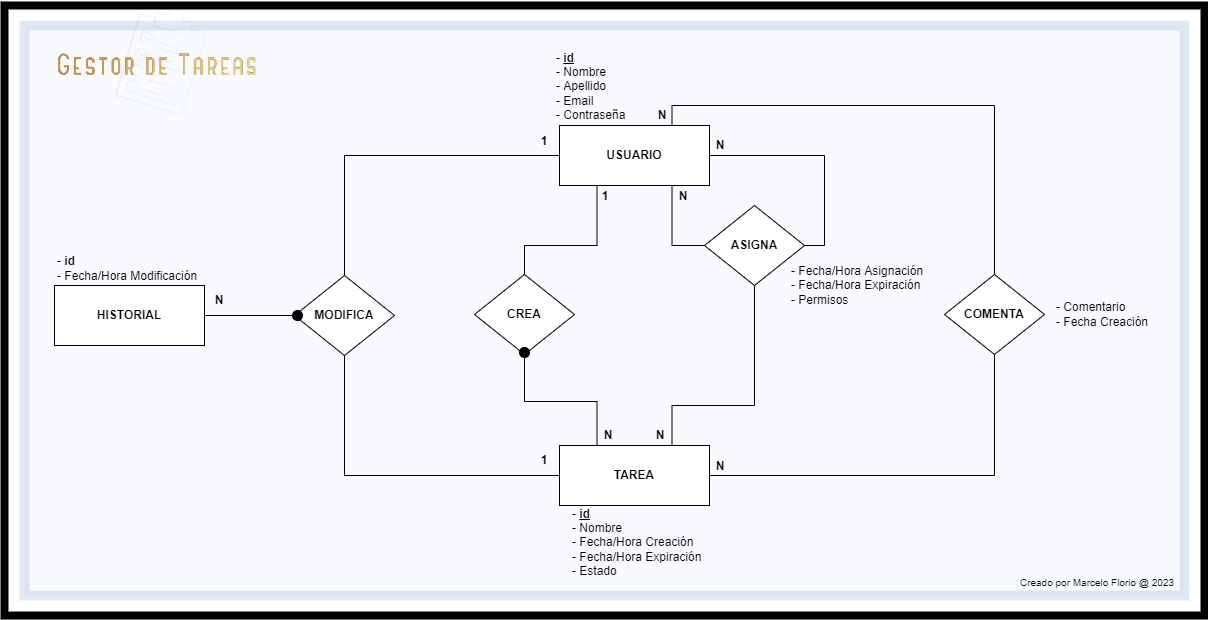 GESTOR DE TAREAS
- id
- Nombre
- Apellido
- Email
- Contraseña
N
1
USUARIO
N
1
N
ASIGNA
- Fecha/Hora Asignación
- Fecha/Hora Expiración
- Permisos
- id
- Fecha/Hora Modificación
HISTORIAL
N
MODIFICA
CREA
COMENTA
- Comentario
- Fecha Creación
N
N
1
TAREA
N
- id
- Nombre
- Fecha/Hora Creación
- Fecha/Hora Expiración
- Estado
Creado por Marcelo Florio @ 2023